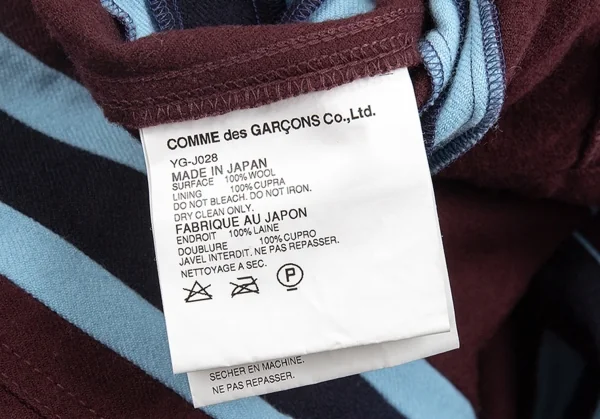 COMME des GARÇONS Co.,Ltd.
YG-J028
MADE IN JAPAN
SURFACE 100% WOOL
LINING 100% CUPRA
DO NOT BLEACH. DO NOT IRON.
DRY CLEAN ONLY.
FABRIQUE AU JAPON
ENDROIT 100% LAINE
DOUBLURE 100% CUPRO
JAVEL INTERDIT. NE PAS REPASSER.
NETTOYAGE A SEC.
P
SECHER EN MACHINE.
NE PAS REPASSER.